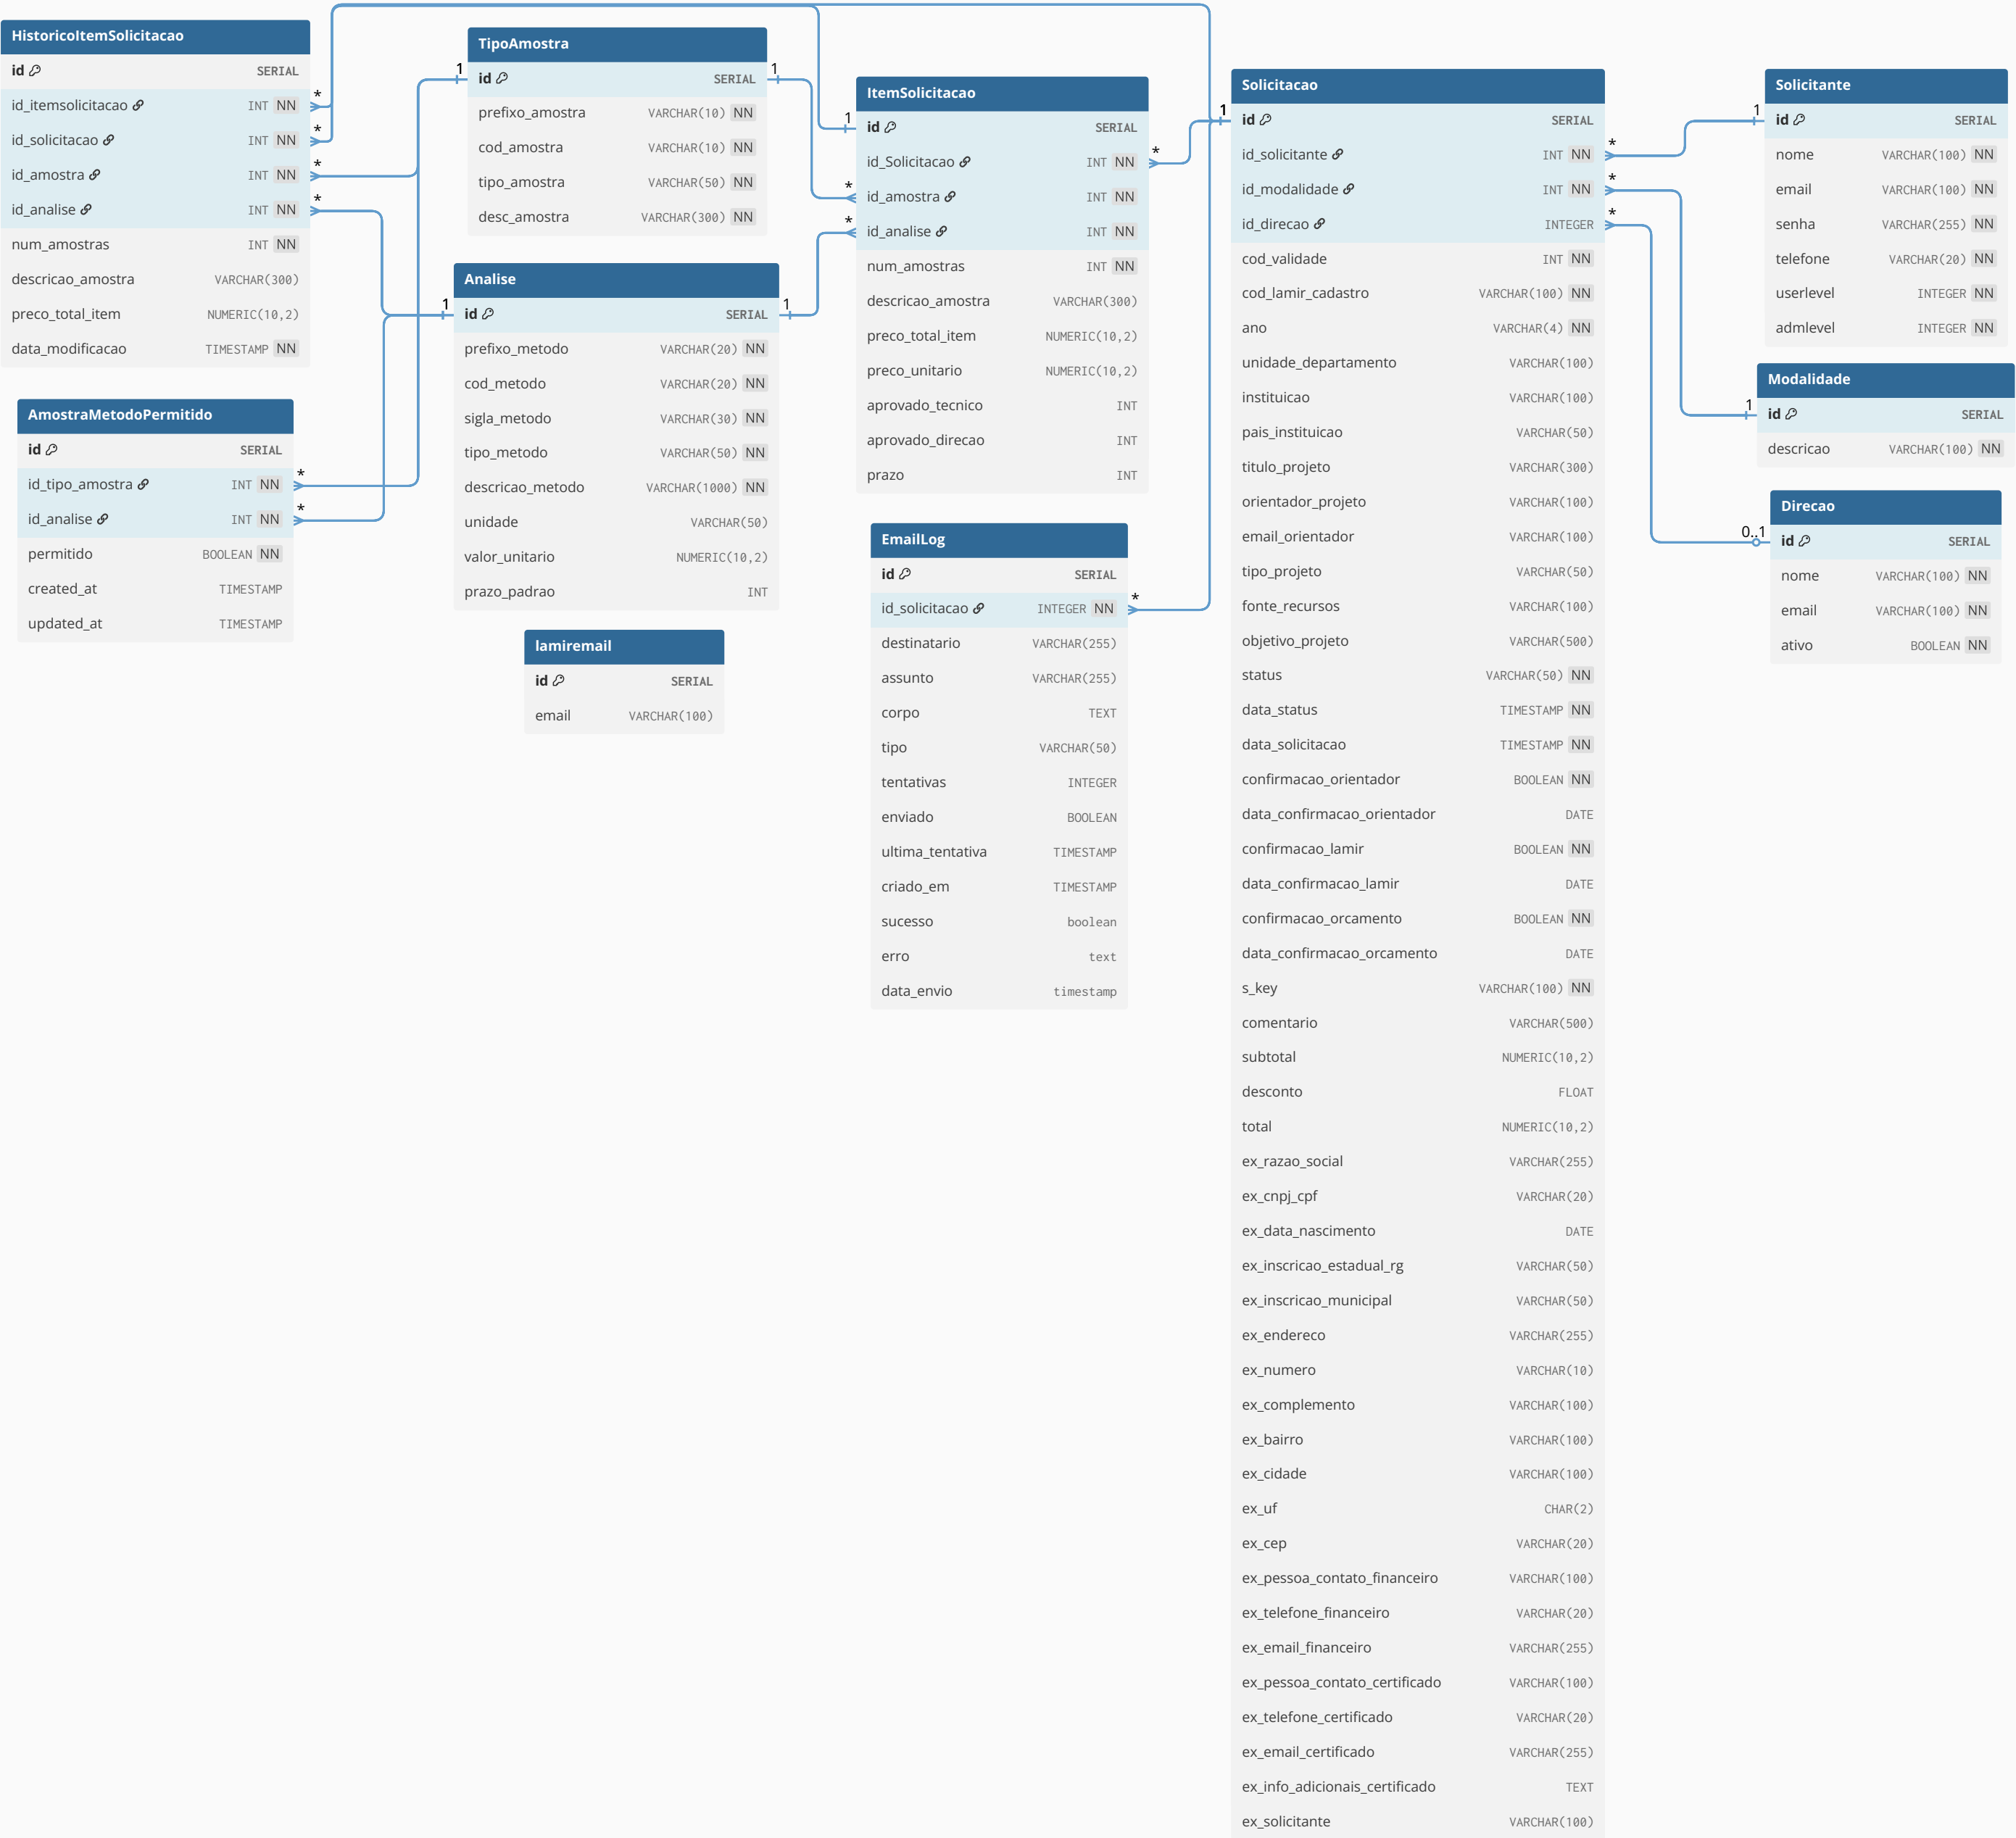 HistoricoItemSolicitacao
id SERIAL
id_itemsolicitacao INT NN *
id_solicitacao INT NN *
id_amostra INT NN *
id_analise INT NN *
num_amostras INT NN
descricao_amostra VARCHAR(300)
preco_total_item NUMERIC(10,2)
data_modificacao TIMESTAMP NN
AmostraMetodoPermitido
id SERIAL
id_tipo_amostra INT NN *
id_analise INT NN *
permitido BOOLEAN NN
created_at TIMESTAMP
updated_at TIMESTAMP
TipoAmostra
1 id SERIAL 1
prefixo_amostra VARCHAR(10) NN
cod_amostra VARCHAR(10) NN
tipo_amostra VARCHAR(50) NN
desc_amostra VARCHAR(300) NN
Analise
1 id SERIAL 1
prefixo_metodo VARCHAR(20) NN
cod_metodo VARCHAR(20) NN
sigla_metodo VARCHAR(30) NN
tipo_metodo VARCHAR(50) NN
descricao_metodo VARCHAR(1000) NN
unidade VARCHAR(50)
valor_unitario NUMERIC(10,2)
prazo_padrao INT
lamiremail
id SERIAL
email VARCHAR(100)
ItemSolicitacao
1 id SERIAL
id_Solicitacao INT NN *
* id_amostra INT NN
* id_analise INT NN
num_amostras INT NN
descricao_amostra VARCHAR(300)
preco_total_item NUMERIC(10,2)
preco_unitario NUMERIC(10,2)
aprovado_tecnico INT
aprovado_direcao INT
prazo INT
EmailLog
id SERIAL
id_solicitacao INTEGER NN *
destinatario VARCHAR(255)
assunto VARCHAR(255)
corpo TEXT
tipo VARCHAR(50)
tentativas INTEGER
enviado BOOLEAN
ultima_tentativa TIMESTAMP
criado_em TIMESTAMP
sucesso boolean
erro text
data_envio timestamp
Solicitacao
1 id SERIAL
id_solicitante INT NN *
id_modalidade INT NN *
id_direcao INTEGER *
cod_validade INT NN
cod_lamir_cadastro VARCHAR(100) NN
ano VARCHAR(4) NN
unidade_departamento VARCHAR(100)
instituicao VARCHAR(100)
pais_instituicao VARCHAR(50)
titulo_projeto VARCHAR(300)
orientador_projeto VARCHAR(100)
email_orientador VARCHAR(100)
tipo_projeto VARCHAR(50)
fonte_recursos VARCHAR(100)
objetivo_projeto VARCHAR(500)
status VARCHAR(50) NN
data_status TIMESTAMP NN
data_solicitacao TIMESTAMP NN
confirmacao_orientador BOOLEAN NN
data_confirmacao_orientador DATE
confirmacao_lamir BOOLEAN NN
data_confirmacao_lamir DATE
confirmacao_orcamento BOOLEAN NN
data_confirmacao_orcamento DATE
s_key VARCHAR(100) NN
comentario VARCHAR(500)
subtotal NUMERIC(10,2)
desconto FLOAT
total NUMERIC(10,2)
ex_razao_social VARCHAR(255)
ex_cnpj_cpf VARCHAR(20)
ex_data_nascimento DATE
ex_inscricao_estadual_rg VARCHAR(50)
ex_inscricao_municipal VARCHAR(50)
ex_endereco VARCHAR(255)
ex_numero VARCHAR(10)
ex_complemento VARCHAR(100)
ex_bairro VARCHAR(100)
ex_cidade VARCHAR(100)
ex_uf CHAR(2)
ex_cep VARCHAR(20)
ex_pessoa_contato_financeiro VARCHAR(100)
ex_telefone_financeiro VARCHAR(20)
ex_email_financeiro VARCHAR(255)
ex_pessoa_contato_certificado VARCHAR(100)
ex_telefone_certificado VARCHAR(20)
ex_email_certificado VARCHAR(255)
ex_info_adicionais_certificado TEXT
ex_solicitante VARCHAR(100)
Solicitante
1 id SERIAL
nome VARCHAR(100) NN
email VARCHAR(100) NN
senha VARCHAR(255) NN
telefone VARCHAR(20) NN
userlevel INTEGER NN
admlevel INTEGER NN
Modalidade
1 id SERIAL
descricao VARCHAR(100) NN
Direcao
0..1 id SERIAL
nome VARCHAR(100) NN
email VARCHAR(100) NN
ativo BOOLEAN NN